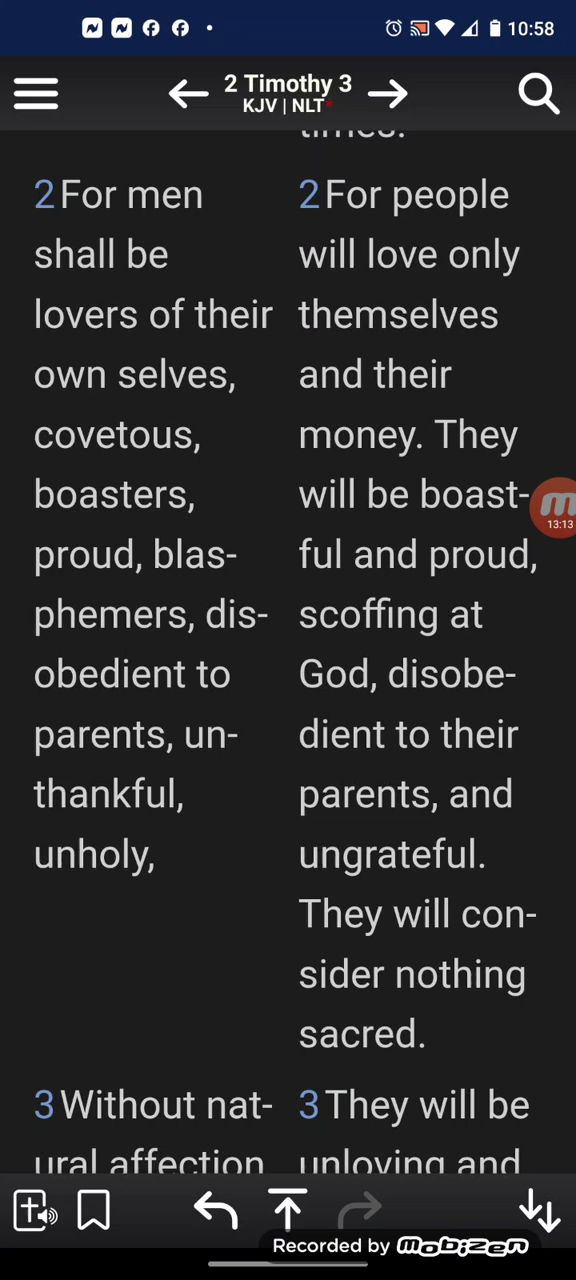 10:58
2 Timothy 3
KJV | NLT*
times.
2 For men
shall be
lovers of their
own selves,
covetous,
boasters,
proud, blas-
phemers, dis-
obedient to
parents, un-
thankful,
unholy,
2 For people
will love only
themselves
and their
money. They
will be boast-
ful and proud,
scoffing at
God, disobe-
dient to their
parents, and
ungrateful.
They will con-
sider nothing
sacred.
3 Without nat-
ural affection
3 They will be
unloving and
m
13:13
Recorded by mobizen